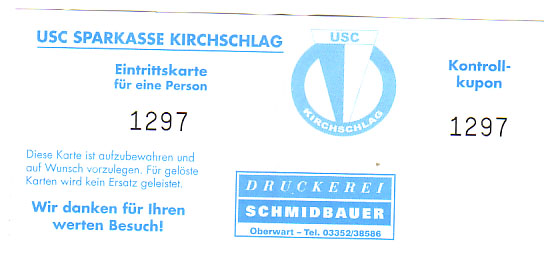 USC SPARKASSE KIRCHSCHLAG
Eintrittskarte
für eine Person
1297
Diese Karte ist aufzubewahren und
auf Wunsch vorzulegen. Für gelöste
Karten wird kein Ersatz geleistet.
Wir danken für Ihren
werten Besuch!
USC
KIRCHSCHLAG
DRUCKEREI
SCHMIDBAUER
Oberwart – Tel. 03352/38586
Kontroll-
kupon
1297